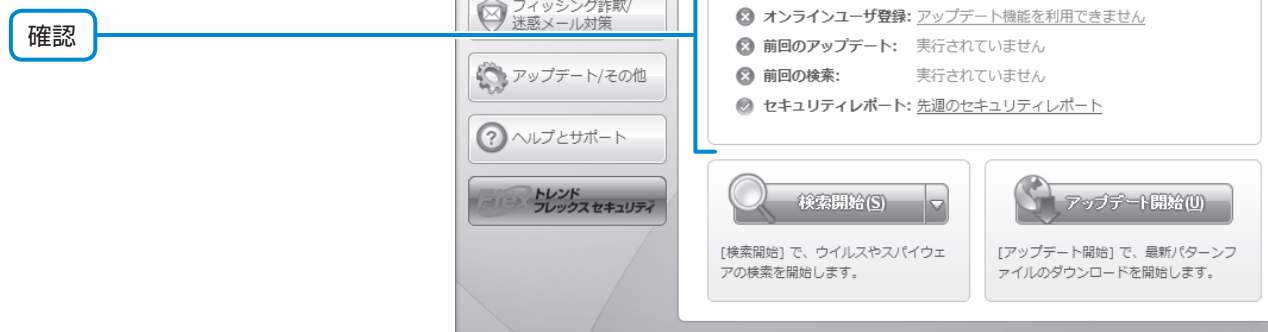 確認
フィッシング詐欺/
迷惑メール対策
アップデート/その他
ヘルプとサポート
Flex トレンド
フレックス セキュリティ
オンラインユーザ登録: アップデート機能を利用できません
前回のアップデート: 実行されていません
前回の検索: 実行されていません
セキュリティレポート: 先週のセキュリティレポート
検索開始(S)
[検索開始] で、ウイルスやスパイウェ
アの検索を開始します。
アップデート開始(U)
[アップデート開始] で、最新パターンフ
ァイルのダウンロードを開始します。